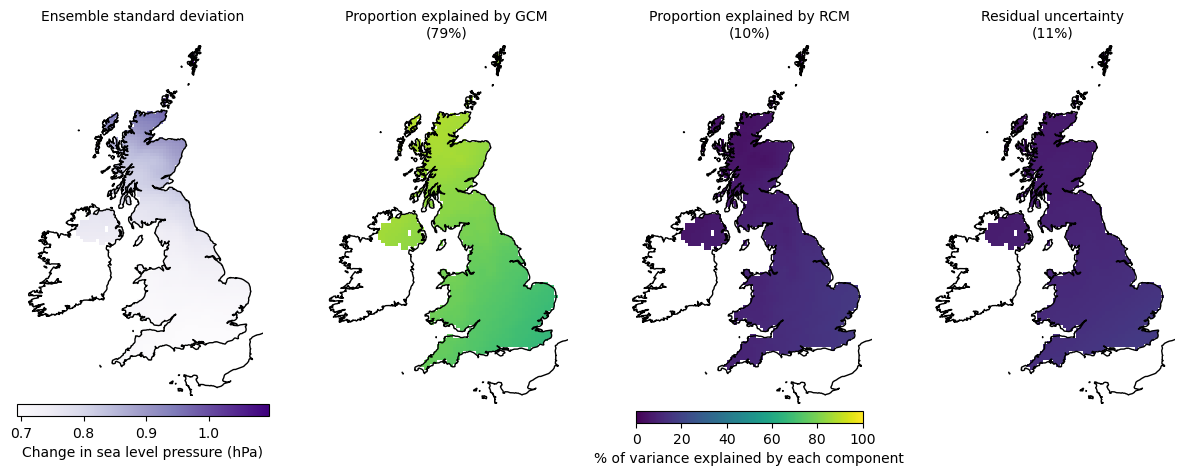 Ensemble standard deviation
Proportion explained by GCM
(79%)
Proportion explained by RCM
(10%)
Residual uncertainty
(11%)
0.7 0.8 0.9 1.0
Change in sea level pressure (hPa)
0 20 40 60 80 100
% of variance explained by each component